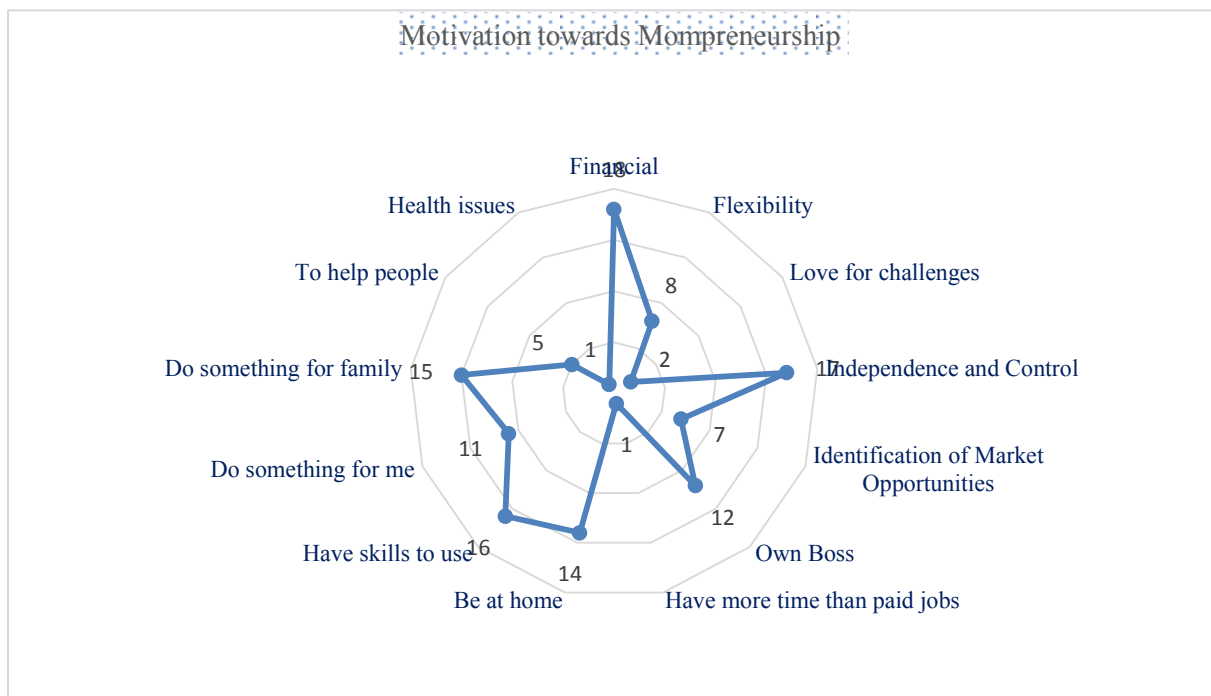 Motivation towards Mompreneurship
Financial
18
Health issues
Flexibility
To help people
Love for challenges
8
5
1
2
Do something for family
15
17
Independence and Control
7
11
1
Do something for me
Identification of Market
Opportunities
12
Have skills to use
16
Own Boss
14
Be at home
Have more time than paid jobs